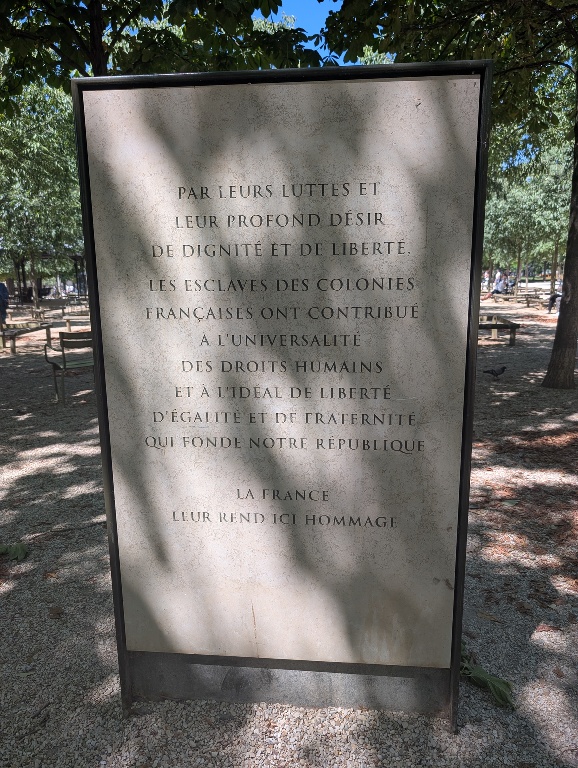 PAR LEURS LUTTES ET
LEUR PROFOND DÉSIR
DE DIGNITÉ ET DE LIBERTÉ,
LES ESCLAVES DES COLONIES
FRANÇAISES ONT CONTRIBUÉ
A L'UNIVERSALITÉ
DES DROITS HUMAINS
ET À L'IDÉAL DE LIBERTÉ
D'ÉGALITÉ ET DE FRATERNITÉ
QUI FONDE NOTRE RÉPUBLIQUE
LA FRANCE
LEUR REND ICI HOMMAGE